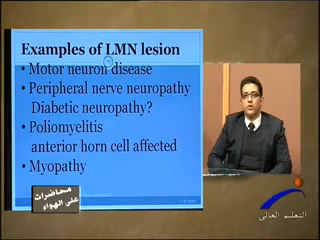 Examples of LMN lesion
• Motor neuron disease
• Peripheral nerve neuropathy
Diabetic neuropathy?
• Poliomyelitis
anterior horn cell affected
• Myopathy
محاضرات
على الهواء
التعليم العالى